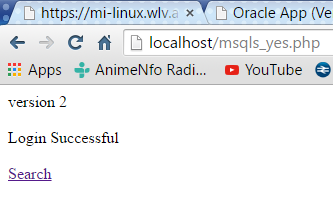 https://mi-linux.wlv.a
Oracle App (Ve
localhost/msqls_yes.php
Apps
AnimeNfo Radi...
YouTube
version 2
Login Successful
Search